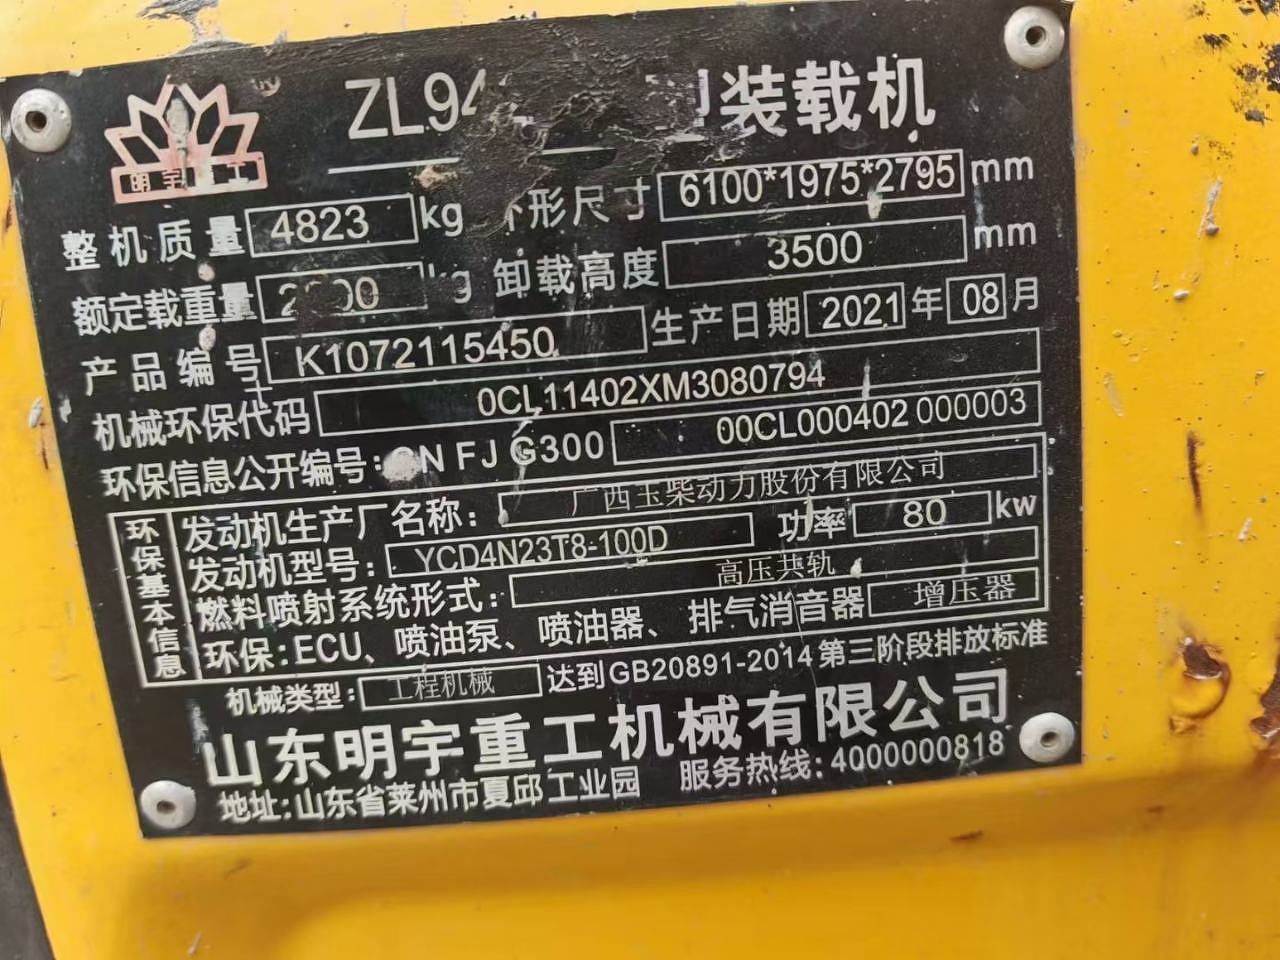 ZL94 装载机
明宇重工
整机质量 4823 kg 外形尺寸 6100*1975*2795 mm
额定载重量 kg 卸载高度 3500 mm
产品编号 K1072115450 生产日期 2021 年 08 月
机械环保代码 0CL11402XM3080794
环保信息公开编号: CN FJ G300 00CL000402 000003
环保基本信息
发动机生产厂名称: 广西玉柴动力股份有限公司
发动机型号: YCD4N23T8-100D 功率 80 kw
燃料喷射系统形式: 高压共轨
环保:ECU、喷油泵、喷油器、排气消音器 增压器
机械类型: 工程机械 达到GB20891-2014第三阶段排放标准
山东明宇重工机械有限公司
地址:山东省莱州市夏邱工业园 服务热线:4000000818